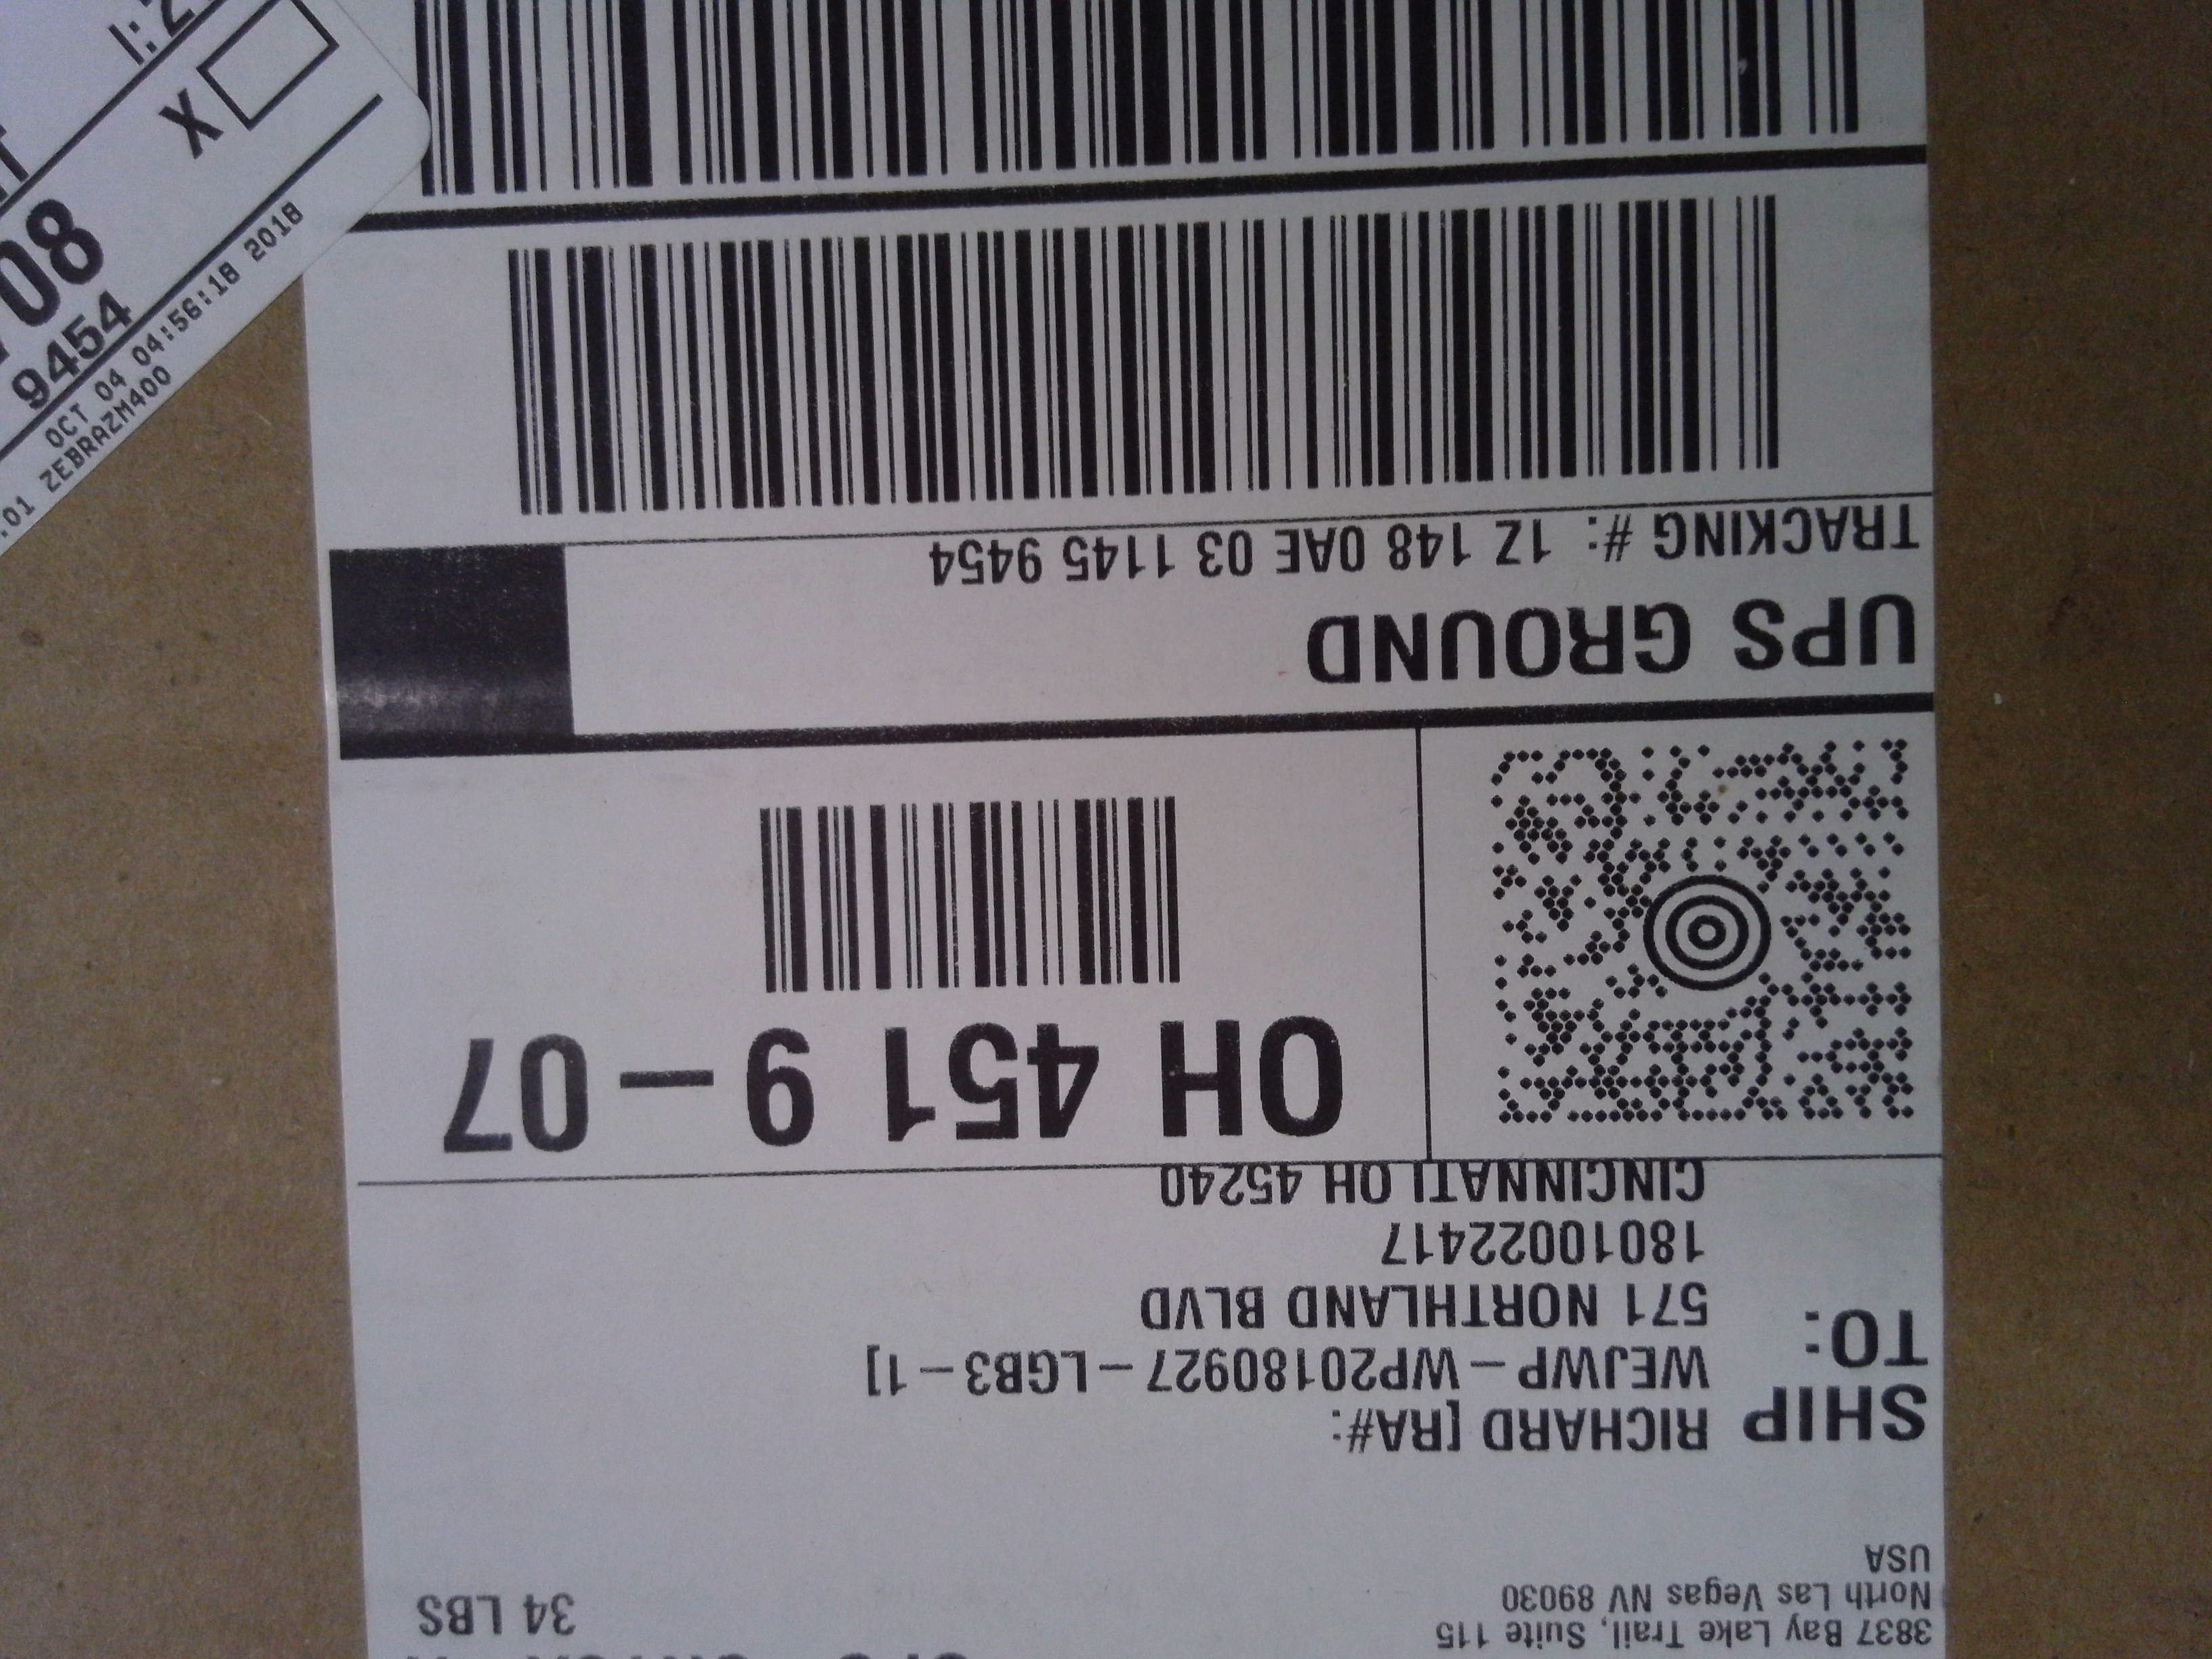 3837 Bay Lake Trail, Suite 115
North Las Vegas NV 89030
USA
34 LBS
SHIP
TO:
RICHARD [RA#:
WEJWP-WP20180927-LGB3-1]
571 NORTHLAND BLVD
18010022417
CINCINNATI OH 45240
OH 451 9-07
UPS GROUND
TRACKING #: 1Z 148 0AE 03 1145 9454
X
08
9454
OCT 04 04:56:18 2018
.01 ZEBRAZM400